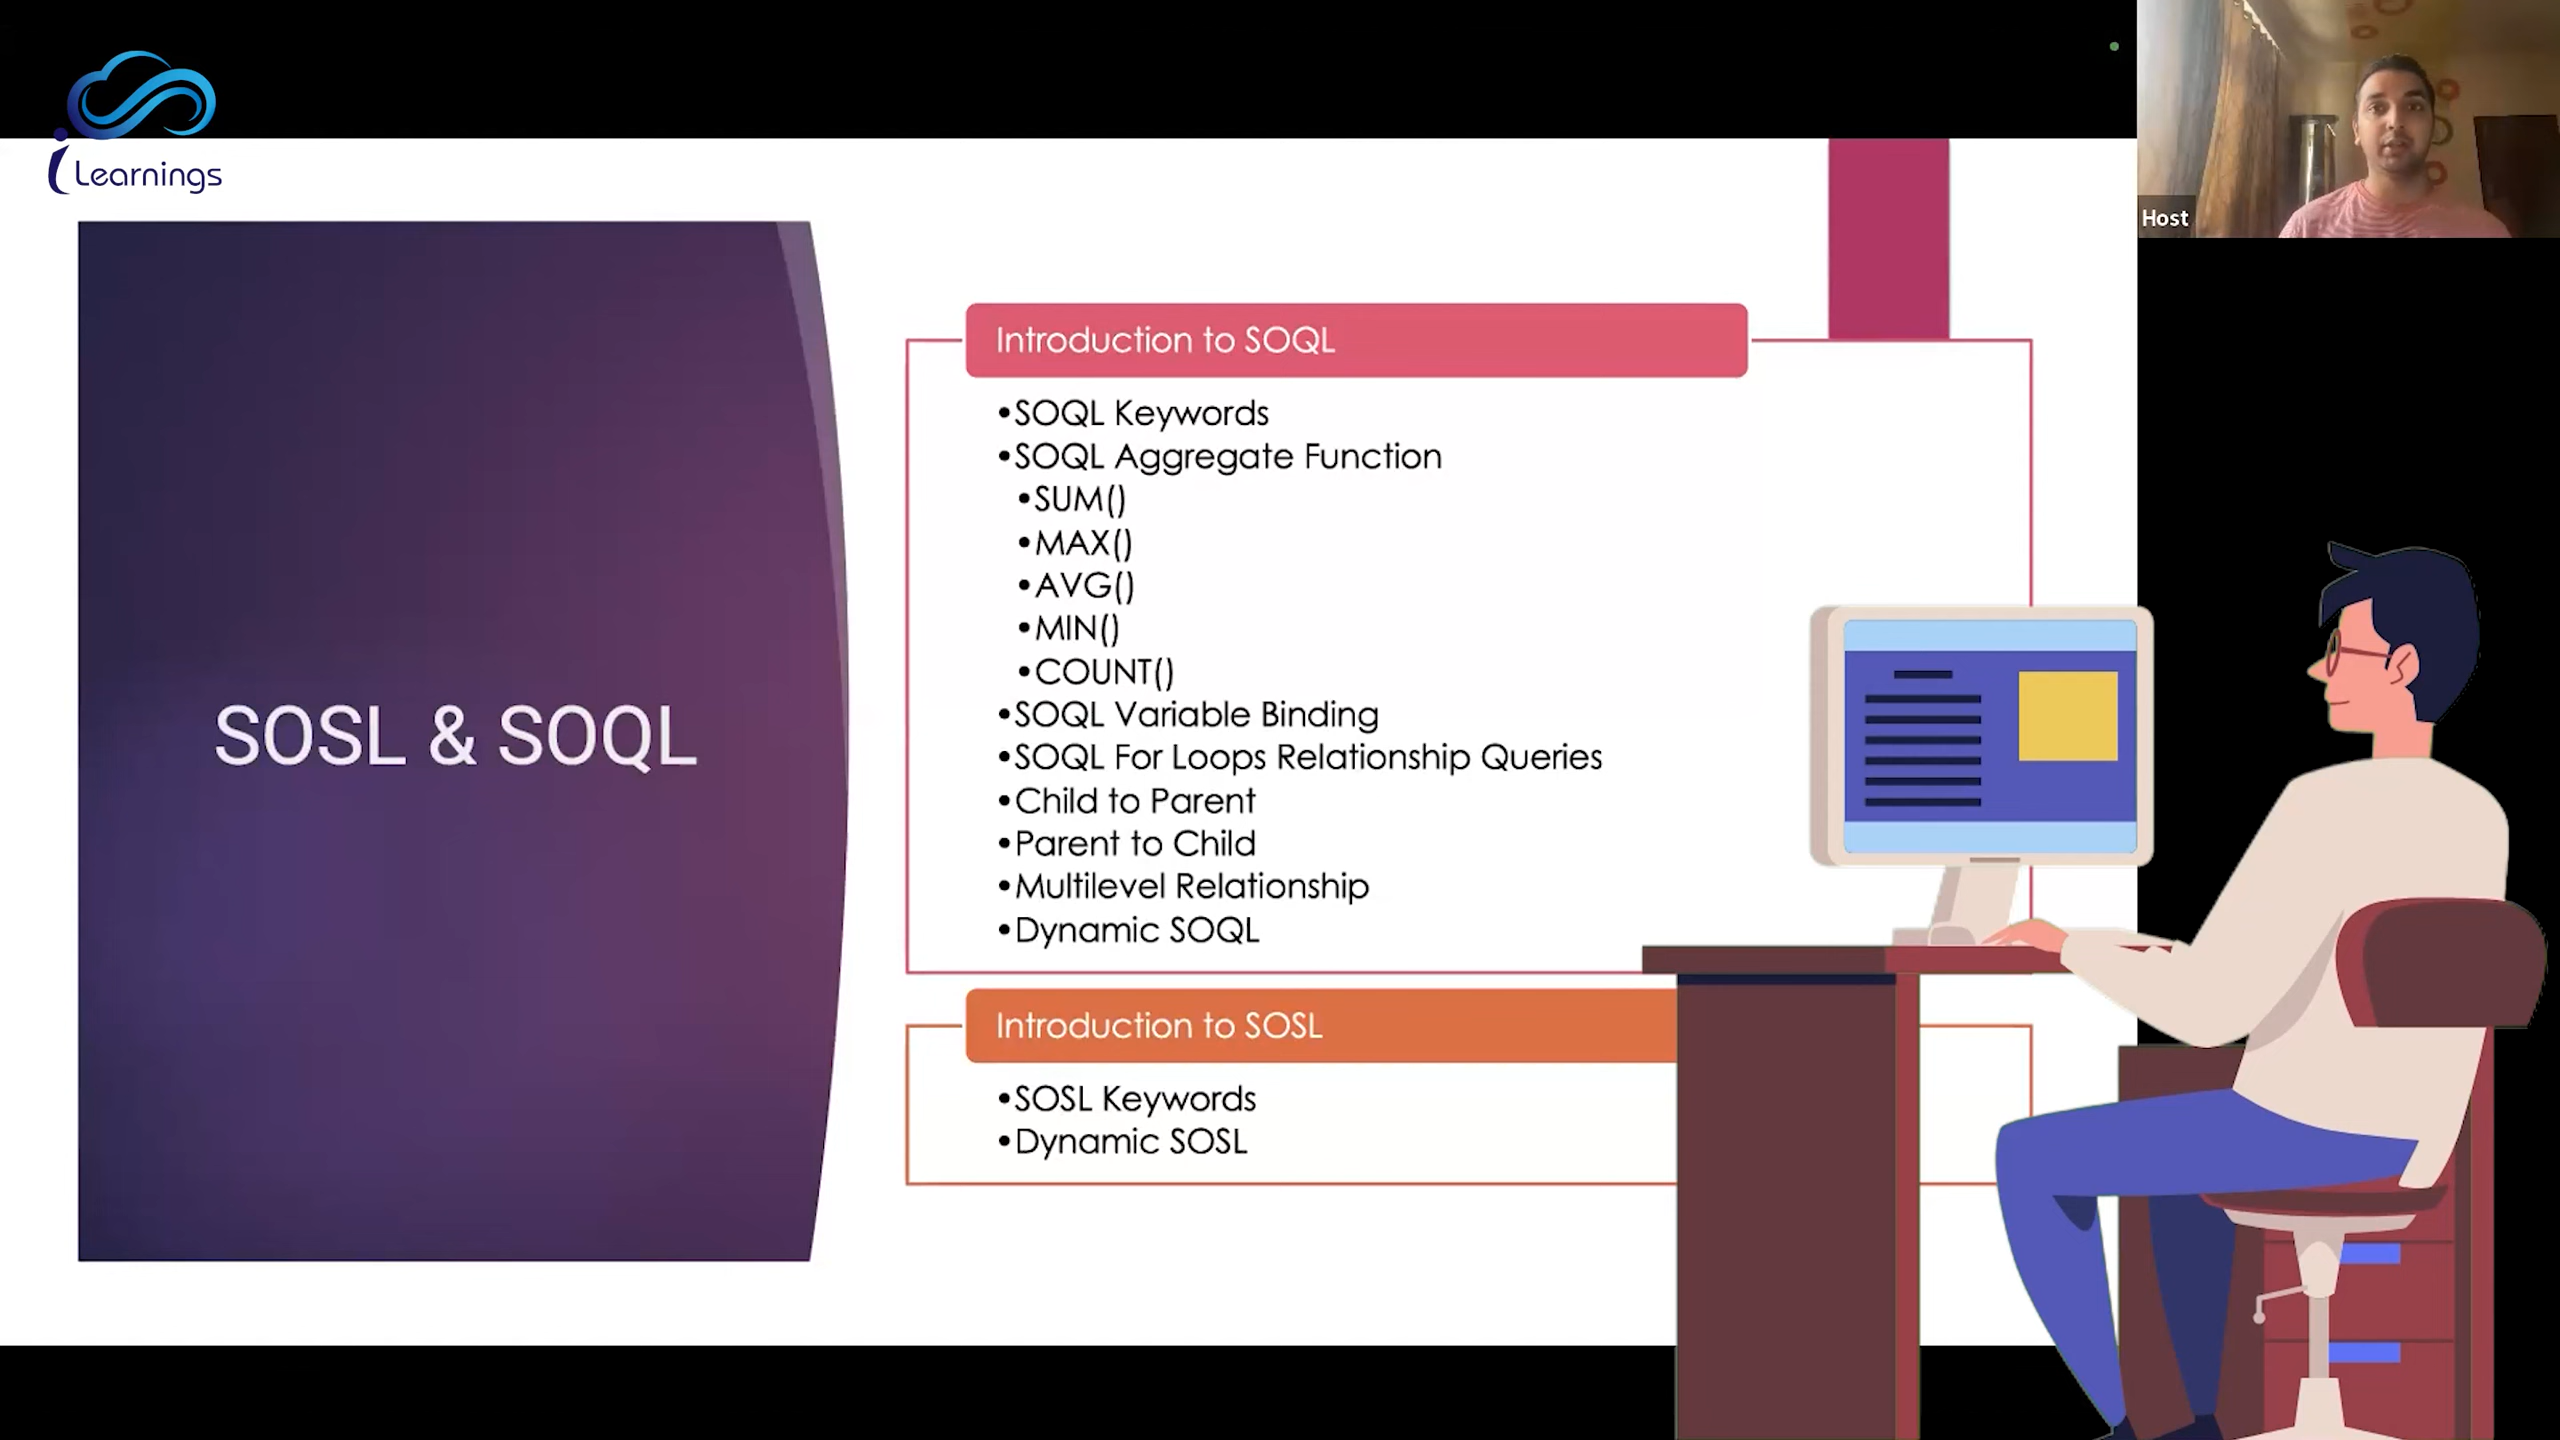 i Learnings
Host
SOSL & SOQL
Introduction to SOQL
•SOQL Keywords
•SOQL Aggregate Function
•SUM()
•MAX()
•AVG()
•MIN()
•COUNT()
•SOQL Variable Binding
•SOQL For Loops Relationship Queries
•Child to Parent
•Parent to Child
•Multilevel Relationship
•Dynamic SOQL
Introduction to SOSL
•SOSL Keywords
•Dynamic SOSL